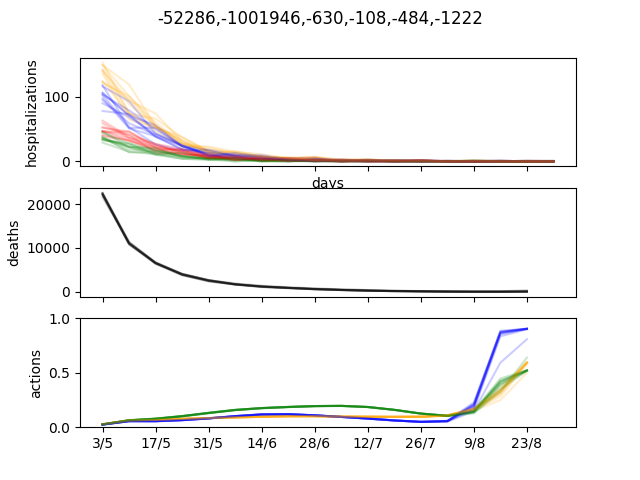 -52286,-1001946,-630,-108,-484,-1222
hospitalizations
100
0
days
deaths
20000
10000
0
actions
1.0
0.5
0.0
3/5 17/5 31/5 14/6 28/6 12/7 26/7 9/8 23/8